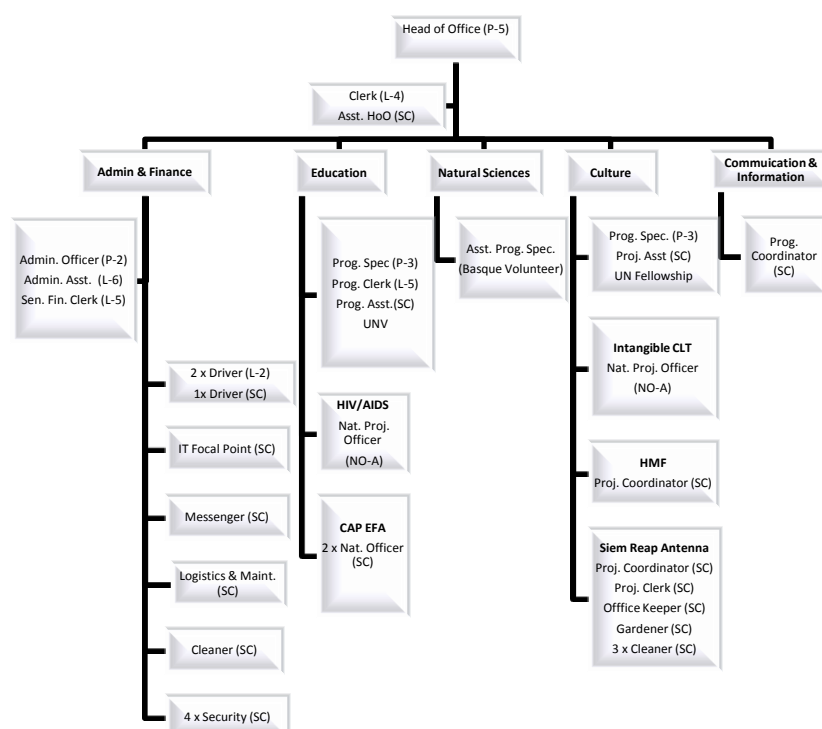 Head of Office (P-5)
Clerk (L-4)
Asst. HoO (SC)
Admin & Finance
Education
Natural Sciences
Culture
Commuication &
Information
Admin. Officer (P-2)
Admin. Asst. (L-6)
Sen. Fin. Clerk (L-5)
2 x Driver (L-2)
1x Driver (SC)
IT Focal Point (SC)
Messenger (SC)
Logistics & Maint.
(SC)
Cleaner (SC)
4 x Security (SC)
Prog. Spec (P-3)
Prog. Clerk (L-5)
Prog. Asst.(SC)
UNV
HIV/AIDS
Nat. Proj.
Officer
(NO-A)
CAP EFA
2 x Nat. Officer
(SC)
Asst. Prog. Spec.
(Basque Volunteer)
Prog. Spec. (P-3)
Proj. Asst (SC)
UN Fellowship
Intangible CLT
Nat. Proj. Officer
(NO-A)
HMF
Proj. Coordinator (SC)
Siem Reap Antenna
Proj. Coordinator (SC)
Proj. Clerk (SC)
Offfice Keeper (SC)
Gardener (SC)
3 x Cleaner (SC)
Prog.
Coordinator
(SC)